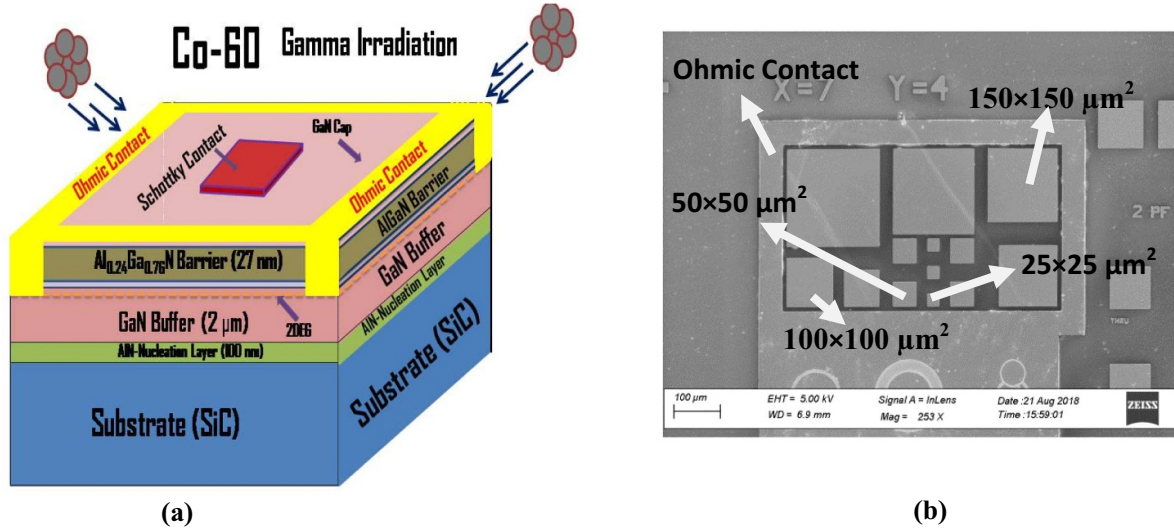 Co-60 Gamma Irradiation
GaN Cap
Ohmic Contact
Schottky Contact
Ohmic Contact
AlGaN Barrier
Al0.24Ga0.76N Barrier (27 nm)
GaN Buffer
2DEG
GaN Buffer (2 μm)
AlN-Nucleation Layer
AlN-Nucleation Layer (100 nm)
Substrate (SiC)
Substrate (SiC)
(a)
Ohmic Contact
X=7 Y=4
150×150 μm²
50×50 μm²
2 PF
25×25 μm²
THRU
100×100 μm²
100 μm
EHT = 5.00 kV
WD = 6.9 mm
Signal A = InLens
Mag = 253 X
Date :21 Aug 2018
Time :15:59:01
ZEISS
(b)